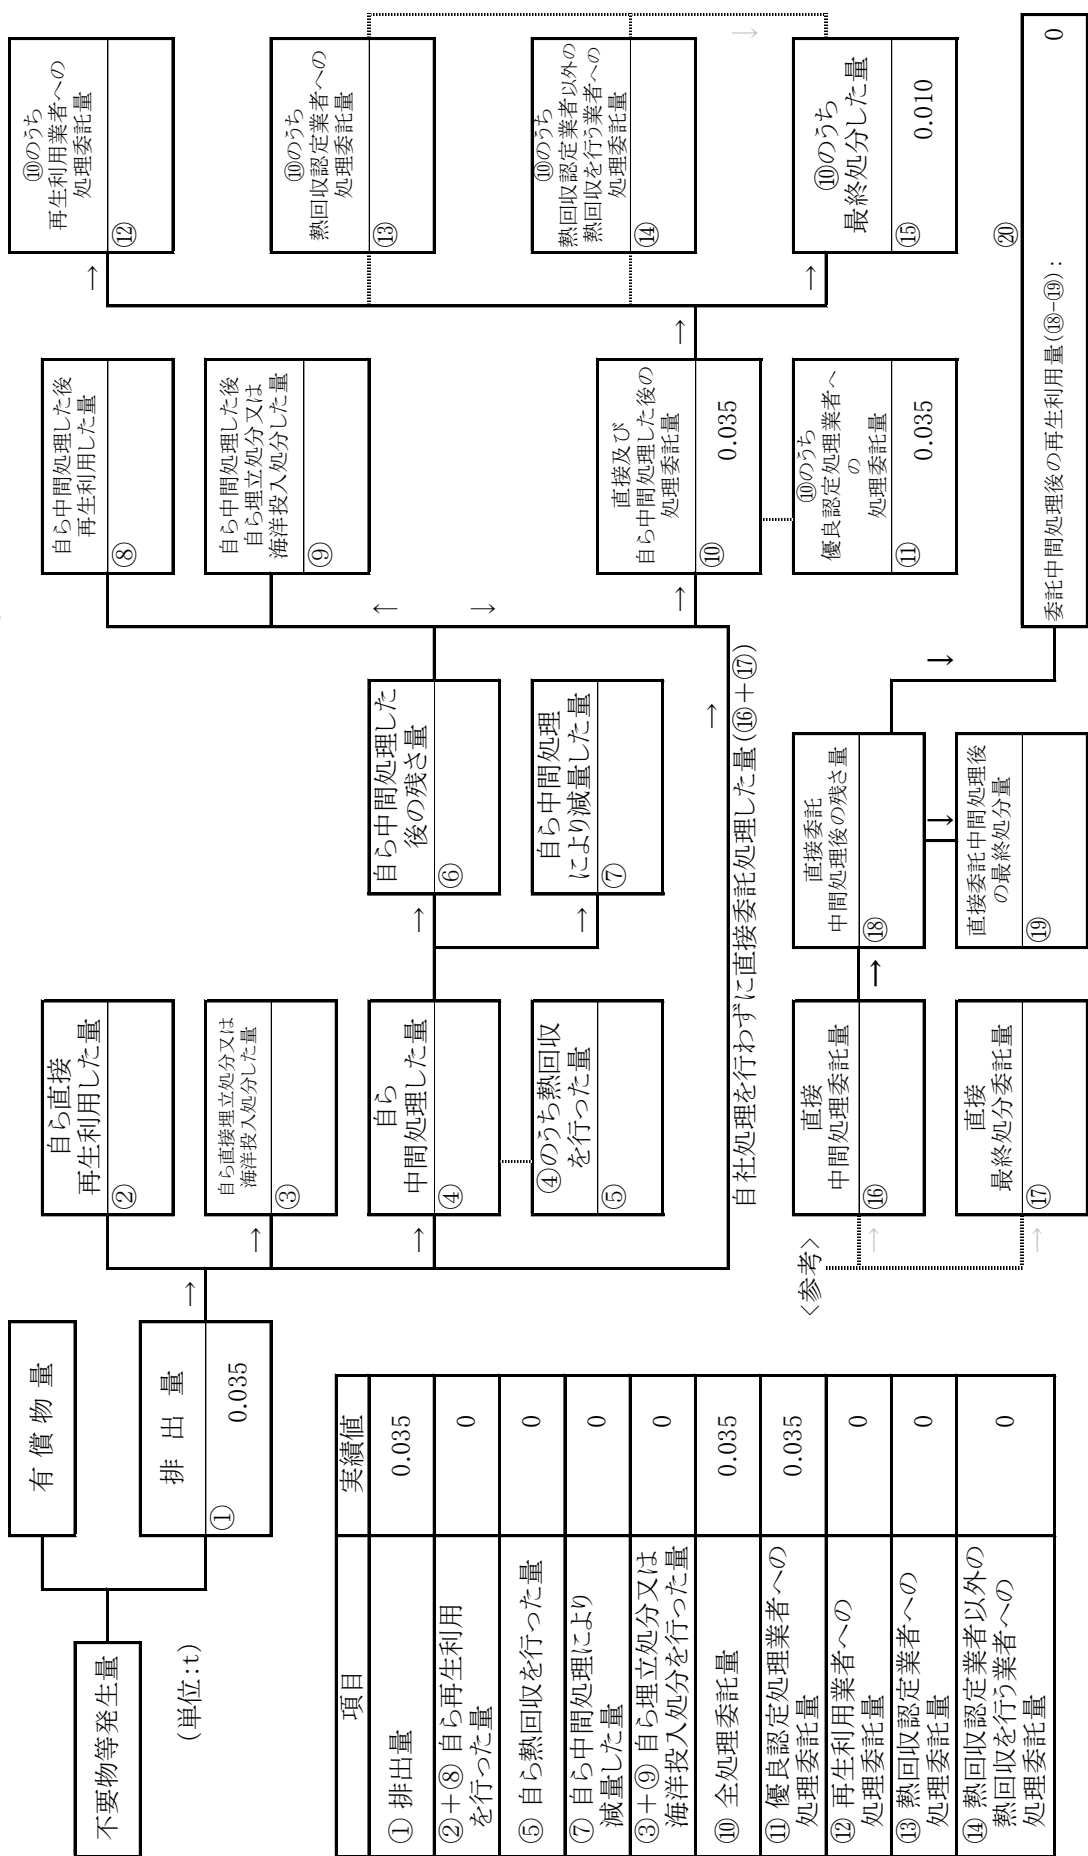 不要物等発生量
(単位:t)
有 償 物 量
排 出 量
①
0.035
→
自ら直接
再生利用した量
②
→
自ら直接埋立処分又は
海洋投入処分した量
③
→
自ら
中間処理した量
④
④のうち熱回収
を行った量
⑤
→
自ら中間処理した
後の残さ量
⑥
→
自ら中間処理
により減量した量
⑦
自ら中間処理した後
再生利用した量
⑧
自ら中間処理した後
自ら埋立処分又は
海洋投入処分した量
⑨
↑
↓
→
直接及び
自ら中間処理した後の
処理委託量
⑩
0.035
⑩のうち
優良認定処理業者へ
の
処理委託量
⑪
0.035
→
→
⑩のうち
再生利用業者への
処理委託量
⑫
⑩のうち
熱回収認定業者への
処理委託量
⑬
⑩のうち
熱回収認定業者以外の
熱回収を行う業者への
処理委託量
⑭
→
⑩のうち
最終処分した量
⑮
0.010
→
→
自社処理を行わずに直接委託処理した量(⑯+⑰)
<参考>
→
直接
中間処理委託量
⑯
→
直接
最終処分委託量
⑰
→
直接委託
中間処理後の残さ量
⑱
↓
直接委託中間処理後
の最終処分量
⑲
↓
⑳
委託中間処理後の再生利用量(⑱-⑲): 0
項目 実績値
①排出量 0.035
②+⑧自ら再生利用
を行った量 0
⑤自ら熱回収を行った量 0
⑦自ら中間処理により
減量した量 0
③+⑨自ら埋立処分又は
海洋投入処分を行った量 0
⑩全処理委託量 0.035
⑪優良認定処理業者への
処理委託量 0.035
⑫再生利用業者への
処理委託量 0
⑬熱回収認定業者への
処理委託量 0
⑭熱回収認定業者以外の
熱回収を行う業者への
処理委託量 0